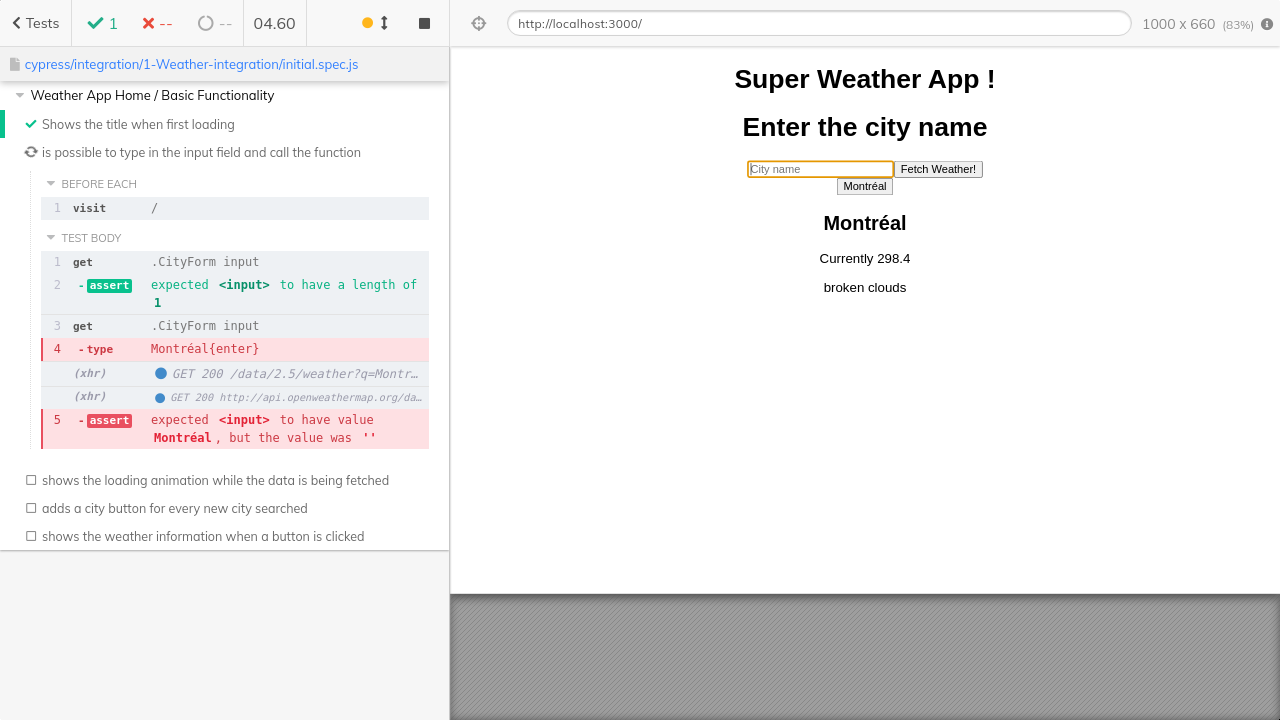 Tests
1
--
--
04.60
http://localhost:3000/
1000 x 660 (83%)
cypress/integration/1-Weather-integration/initial.spec.js
Weather App Home / Basic Functionality
Shows the title when first loading
is possible to type in the input field and call the function
BEFORE EACH
1 visit /
TEST BODY
1 get .CityForm input
2 -assert expected <input> to have a length of
1
3 get .CityForm input
4 -type Montréal{enter}
(xhr) GET 200 /data/2.5/weather?q=Montr…
(xhr) GET 200 http://api.openweathermap.org/da…
5 -assert expected <input> to have value
Montréal, but the value was ''
shows the loading animation while the data is being fetched
adds a city button for every new city searched
shows the weather information when a button is clicked
Super Weather App !
Enter the city name
City name Fetch Weather!
Montréal
Montréal
Currently 298.4
broken clouds